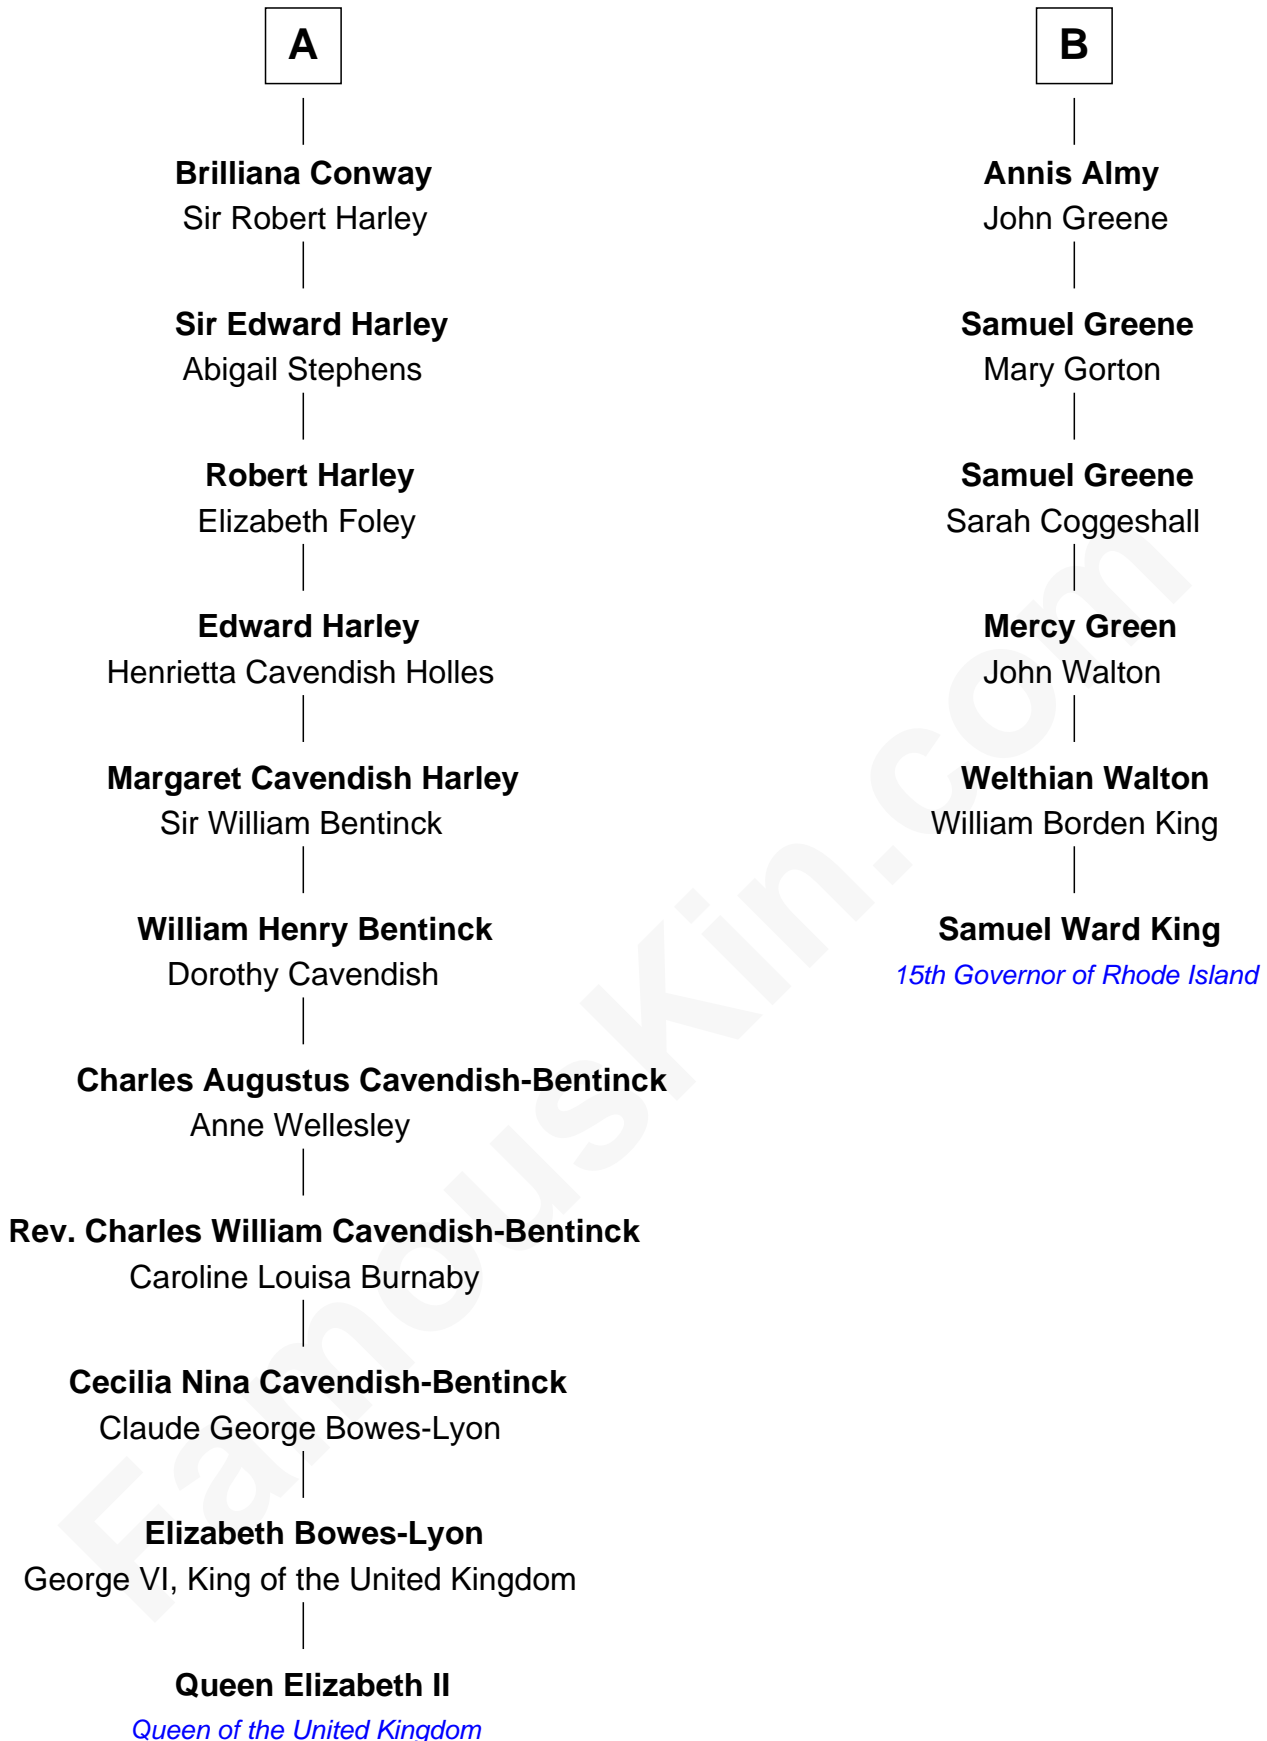 A
Brilliana Conway
Sir Robert Harley
Sir Edward Harley
Abigail Stephens
Robert Harley
Elizabeth Foley
Edward Harley
Henrietta Cavendish Holles
Margaret Cavendish Harley
Sir William Bentinck
William Henry Bentinck
Dorothy Cavendish
Charles Augustus Cavendish-Bentinck
Anne Wellesley
Rev. Charles William Cavendish-Bentinck
Caroline Louisa Burnaby
Cecilia Nina Cavendish-Bentinck
Claude George Bowes-Lyon
Elizabeth Bowes-Lyon
George VI, King of the United Kingdom
Queen Elizabeth II
Queen of the United Kingdom
B
Annis Almy
John Greene
Samuel Greene
Mary Gorton
Samuel Greene
Sarah Coggeshall
Mercy Green
John Walton
Welthian Walton
William Borden King
Samuel Ward King
15th Governor of Rhode Island
FamousKin.com